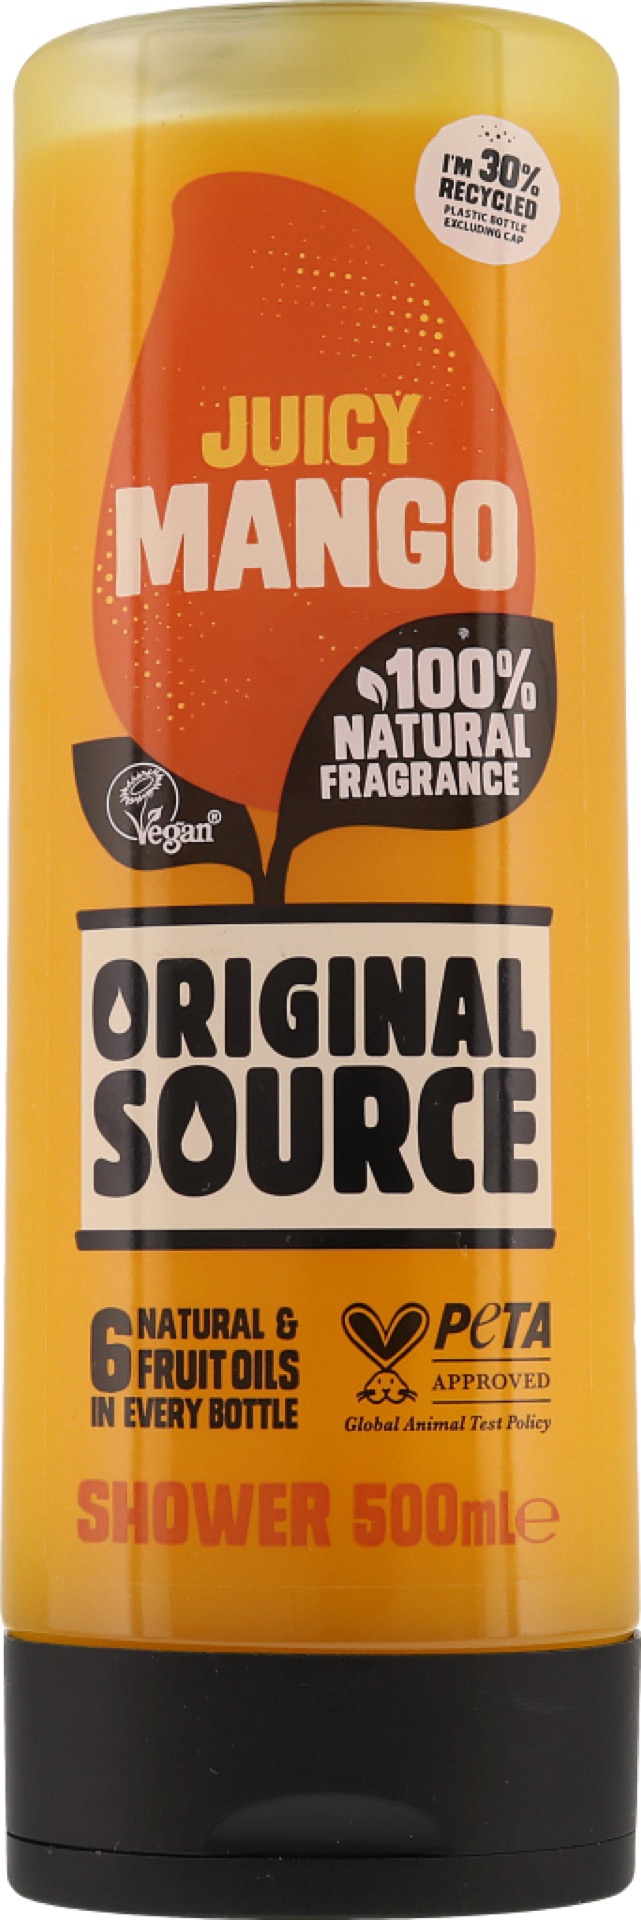 I'M 30%
RECYCLED
PLASTIC BOTTLE
EXCLUDING CAP
JUICY
MANGO
100%
NATURAL
FRAGRANCE
Vegan®
ORIGINAL
SOURCE
6 NATURAL &
FRUIT OILS
IN EVERY BOTTLE
PeTA
APPROVED
Global Animal Test Policy
SHOWER 500ml℮